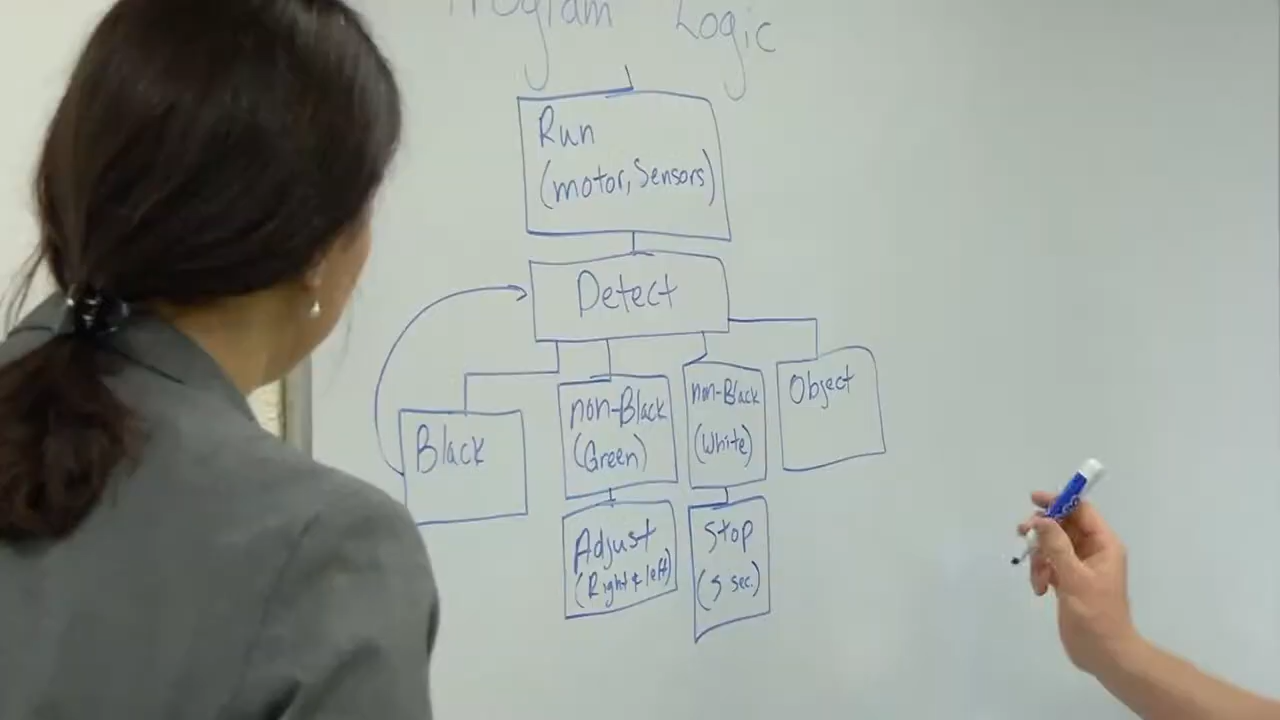 Program Logic
Run
(motor, Sensors)
Detect
Black
non-Black
(Green)
non-Black
(White)
Object
Adjust
(Right & left)
Stop
(5 sec.)